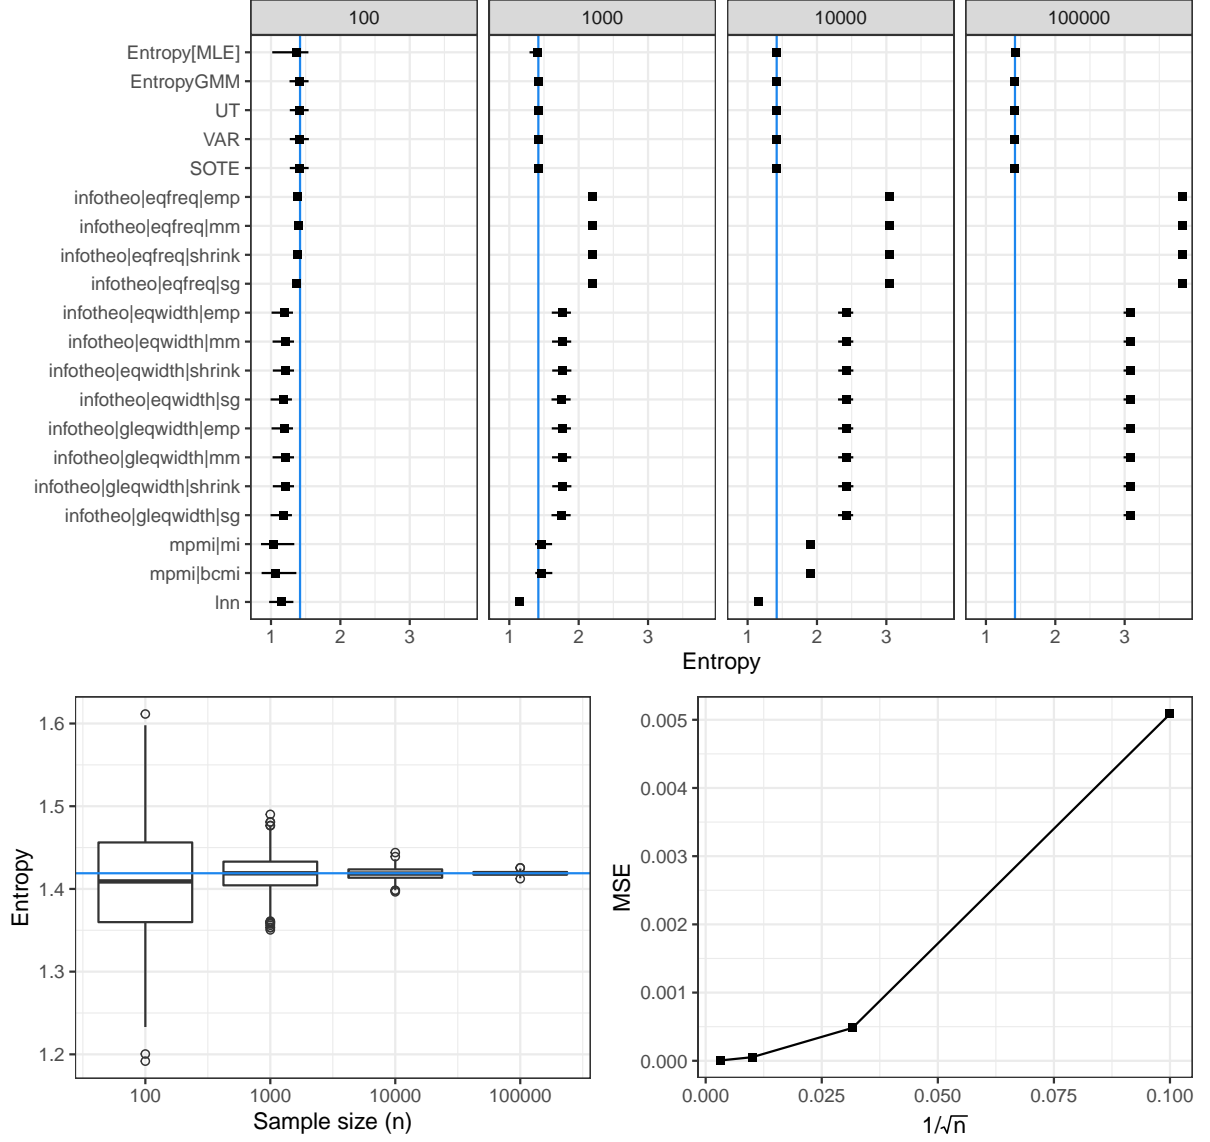 100 1000 10000 100000
Entropy[MLE]
EntropyGMM
UT
VAR
SOTE
infotheo|eqfreq|emp
infotheo|eqfreq|mm
infotheo|eqfreq|shrink
infotheo|eqfreq|sg
infotheo|eqwidth|emp
infotheo|eqwidth|mm
infotheo|eqwidth|shrink
infotheo|eqwidth|sg
infotheo|gleqwidth|emp
infotheo|gleqwidth|mm
infotheo|gleqwidth|shrink
infotheo|gleqwidth|sg
mpmi|mi
mpmi|bcmi
lnn
1 2 3 1 2 3 1 2 3 1 2 3
Entropy
1.6
1.5
1.4
1.3
1.2
Entropy
100 1000 10000 100000
Sample size (n)
0.005
0.004
0.003
0.002
0.001
0.000
MSE
0.000 0.025 0.050 0.075 0.100
1/√n